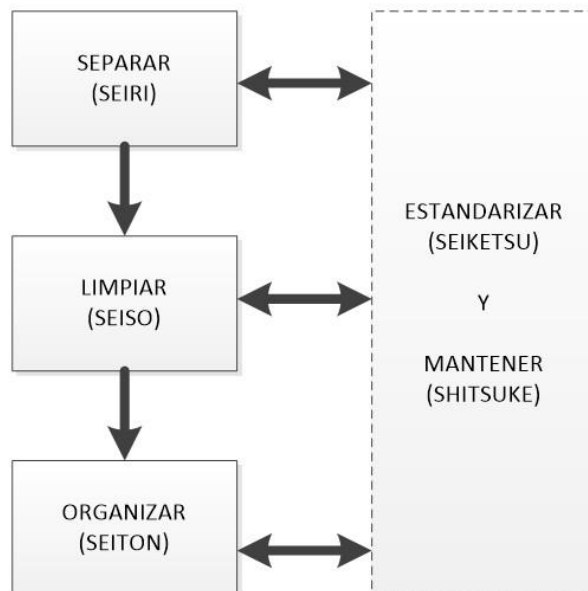 SEPARAR
(SEIRI)
LIMPIAR
(SEISO)
ORGANIZAR
(SEITON)
ESTANDARIZAR
(SEIKETSU)
Y
MANTENER
(SHITSUKE)